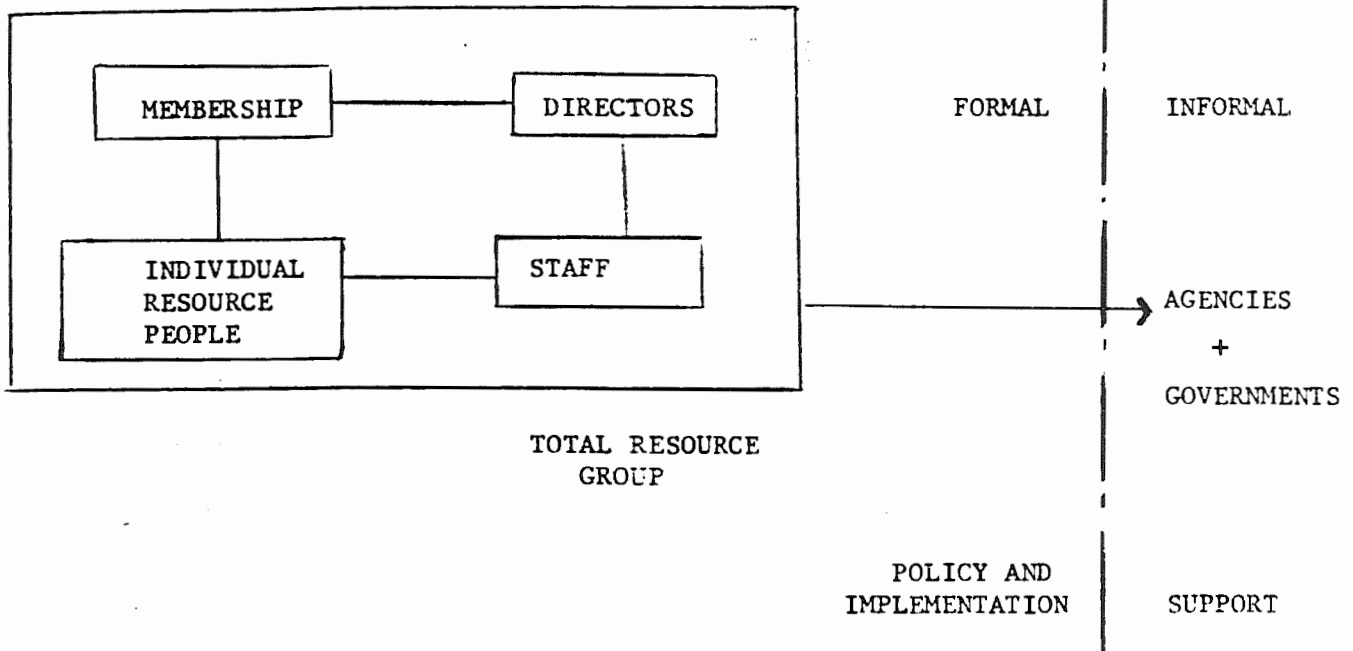 MEMBERSHIP
DIRECTORS
FORMAL
INFORMAL
INDIVIDUAL
RESOURCE
PEOPLE
STAFF
AGENCIES
+
GOVERNMENTS
TOTAL RESOURCE
GROUP
POLICY AND
IMPLEMENTATION
SUPPORT